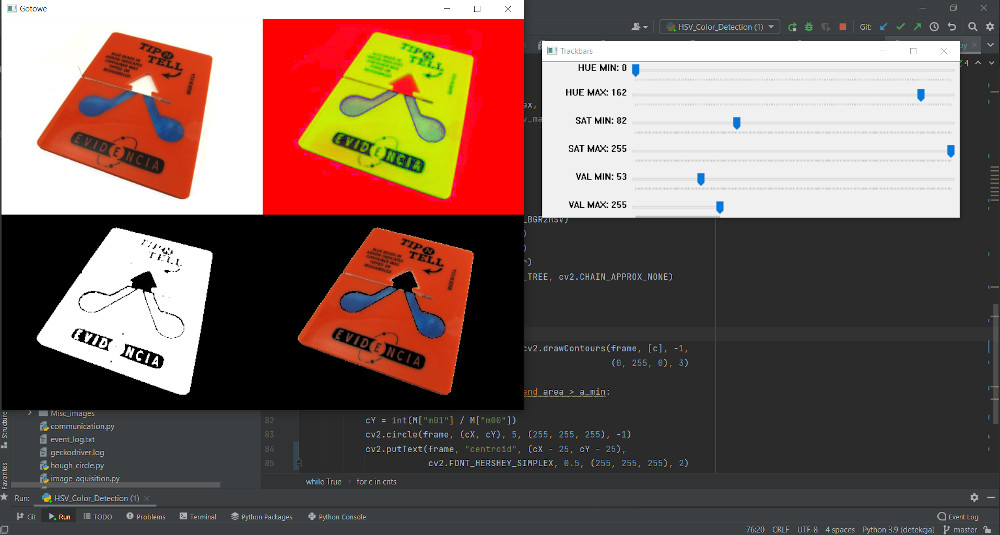 Gotowe
TIP N TELL
EVIDENCIA
TIP N TELL
EVIDENCIA
TIP N TELL
EVIDENCIA
TIP N TELL
EVIDENCIA
HSV_Color_Detection (1)
Git:
Trackbars
HUE MIN: 0
HUE MAX: 162
SAT MIN: 82
SAT MAX: 255
VAL MIN: 53
VAL MAX: 255
_BGR2HSV)
_TREE, cv2.CHAIN_APPROX_NONE)
cv2.drawContours(frame, [c], -1,
(0, 255, 0), 3)
and area > a_min:
82 cY = int(M["m01"] / M["m00"])
83 cv2.circle(frame, (cX, cY), 5, (255, 255, 255), -1)
84 cv2.putText(frame, "centroid", (cX - 25, cY - 25),
85 cv2.FONT_HERSHEY_SIMPLEX, 0.5, (255, 255, 255), 2)
Misc_images
communication.py
event_log.txt
geckodriver.log
hough_circle.py
image_aquisition.py
Structure
Favorites
while True
for c in cnts
Run:
HSV_Color_Detection (1)
Git
Run
TODO
Problems
Terminal
Python Packages
Python Console
Event Log
76:20
CRLF
UTF-8
4 spaces
Python 3.9 (detekcja)
master